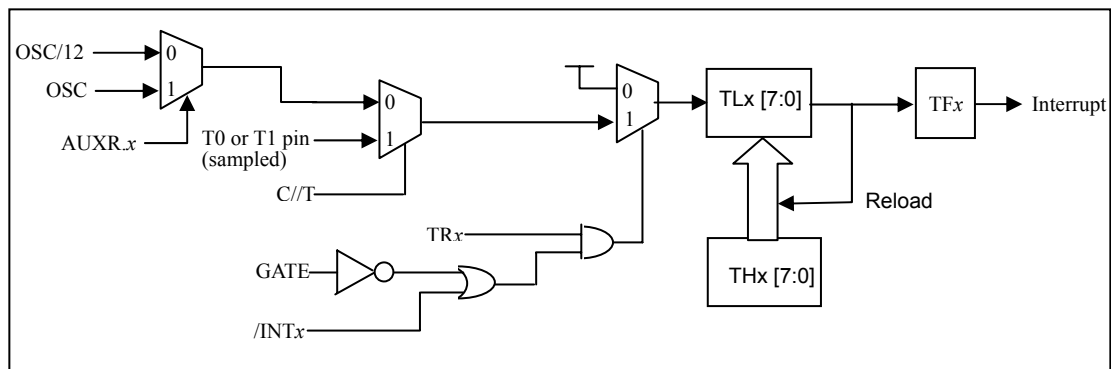 OSC/12
0
OSC
1
AUXR.x
0
T0 or T1 pin
(sampled)
1
C//T
0
1
TLx [7:0]
TFx
Interrupt
Reload
TRx
GATE
THx [7:0]
/INTx